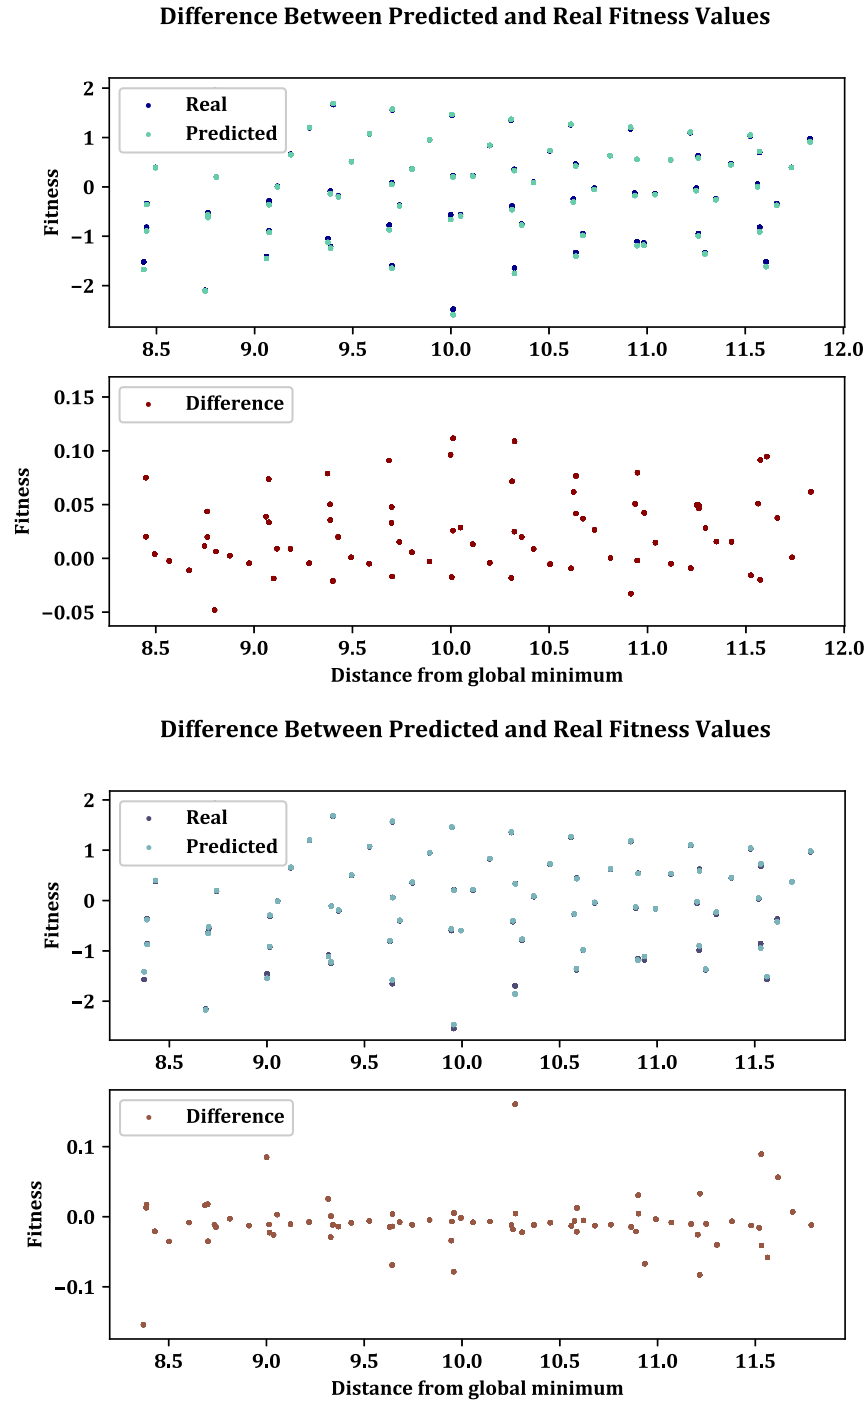 Difference Between Predicted and Real Fitness Values
2
1
0
−1
−2
Fitness
Real
Predicted
8.5 9.0 9.5 10.0 10.5 11.0 11.5 12.0
0.15
0.10
0.05
0.00
−0.05
Fitness
Difference
8.5 9.0 9.5 10.0 10.5 11.0 11.5 12.0
Distance from global minimum
Difference Between Predicted and Real Fitness Values
2
1
0
−1
−2
Fitness
Real
Predicted
8.5 9.0 9.5 10.0 10.5 11.0 11.5
0.1
0.0
−0.1
Fitness
Difference
8.5 9.0 9.5 10.0 10.5 11.0 11.5
Distance from global minimum